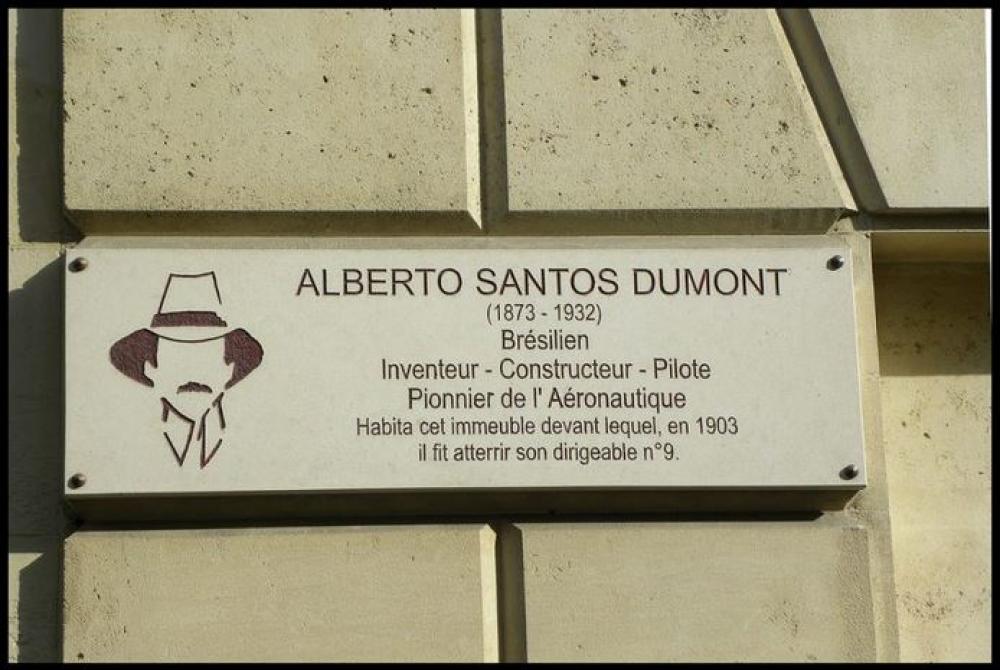 ALBERTO SANTOS DUMONT
(1873 - 1932)
Brésilien
Inventeur - Constructeur - Pilote
Pionnier de l' Aéronautique
Habita cet immeuble devant lequel, en 1903
il fit atterrir son dirigeable n°9.